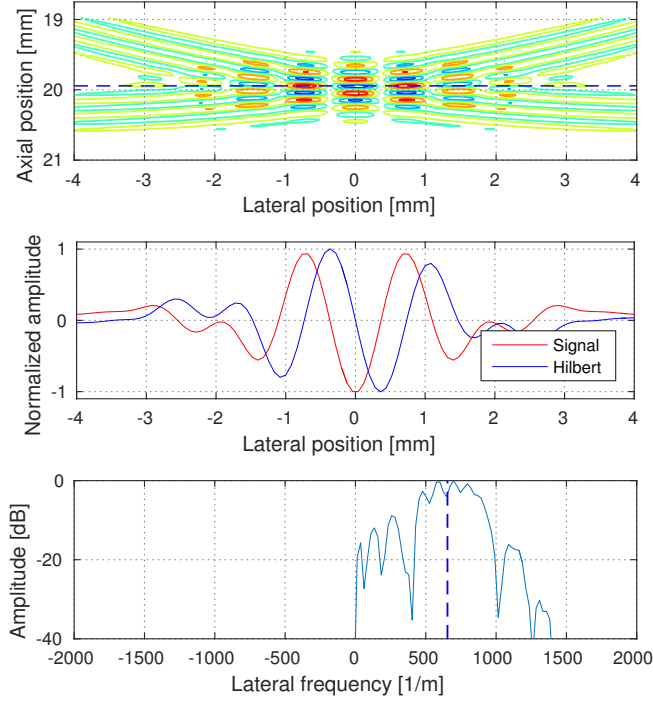 19
20
21
Axial position [mm]
-4 -3 -2 -1 0 1 2 3 4
Lateral position [mm]
1
0
-1
Normalized amplitude
Signal
Hilbert
-4 -3 -2 -1 0 1 2 3 4
Lateral position [mm]
0
-20
-40
Amplitude [dB]
-2000 -1500 -1000 -500 0 500 1000 1500 2000
Lateral frequency [1/m]